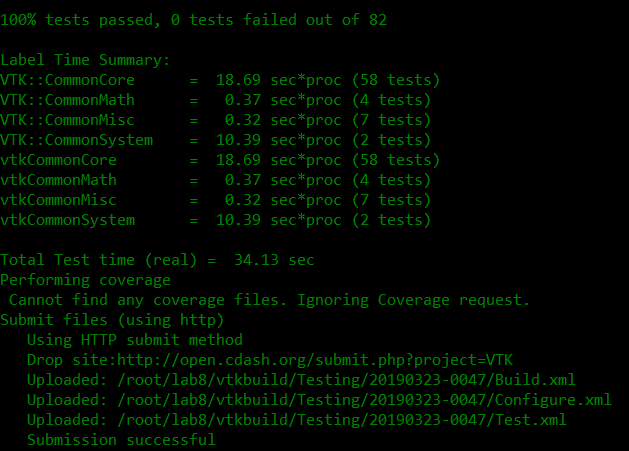 100% tests passed, 0 tests failed out of 82
Label Time Summary:
VTK::CommonCore      =  18.69 sec*proc (58 tests)
VTK::CommonMath      =   0.37 sec*proc (4 tests)
VTK::CommonMisc      =   0.32 sec*proc (7 tests)
VTK::CommonSystem    =  10.39 sec*proc (2 tests)
vtkCommonCore        =  18.69 sec*proc (58 tests)
vtkCommonMath        =   0.37 sec*proc (4 tests)
vtkCommonMisc        =   0.32 sec*proc (7 tests)
vtkCommonSystem      =  10.39 sec*proc (2 tests)
Total Test time (real) =  34.13 sec
Performing coverage
 Cannot find any coverage files. Ignoring Coverage request.
Submit files (using http)
   Using HTTP submit method
   Drop site:http://open.cdash.org/submit.php?project=VTK
   Uploaded: /root/lab8/vtkbuild/Testing/20190323-0047/Build.xml
   Uploaded: /root/lab8/vtkbuild/Testing/20190323-0047/Configure.xml
   Uploaded: /root/lab8/vtkbuild/Testing/20190323-0047/Test.xml
   Submission successful